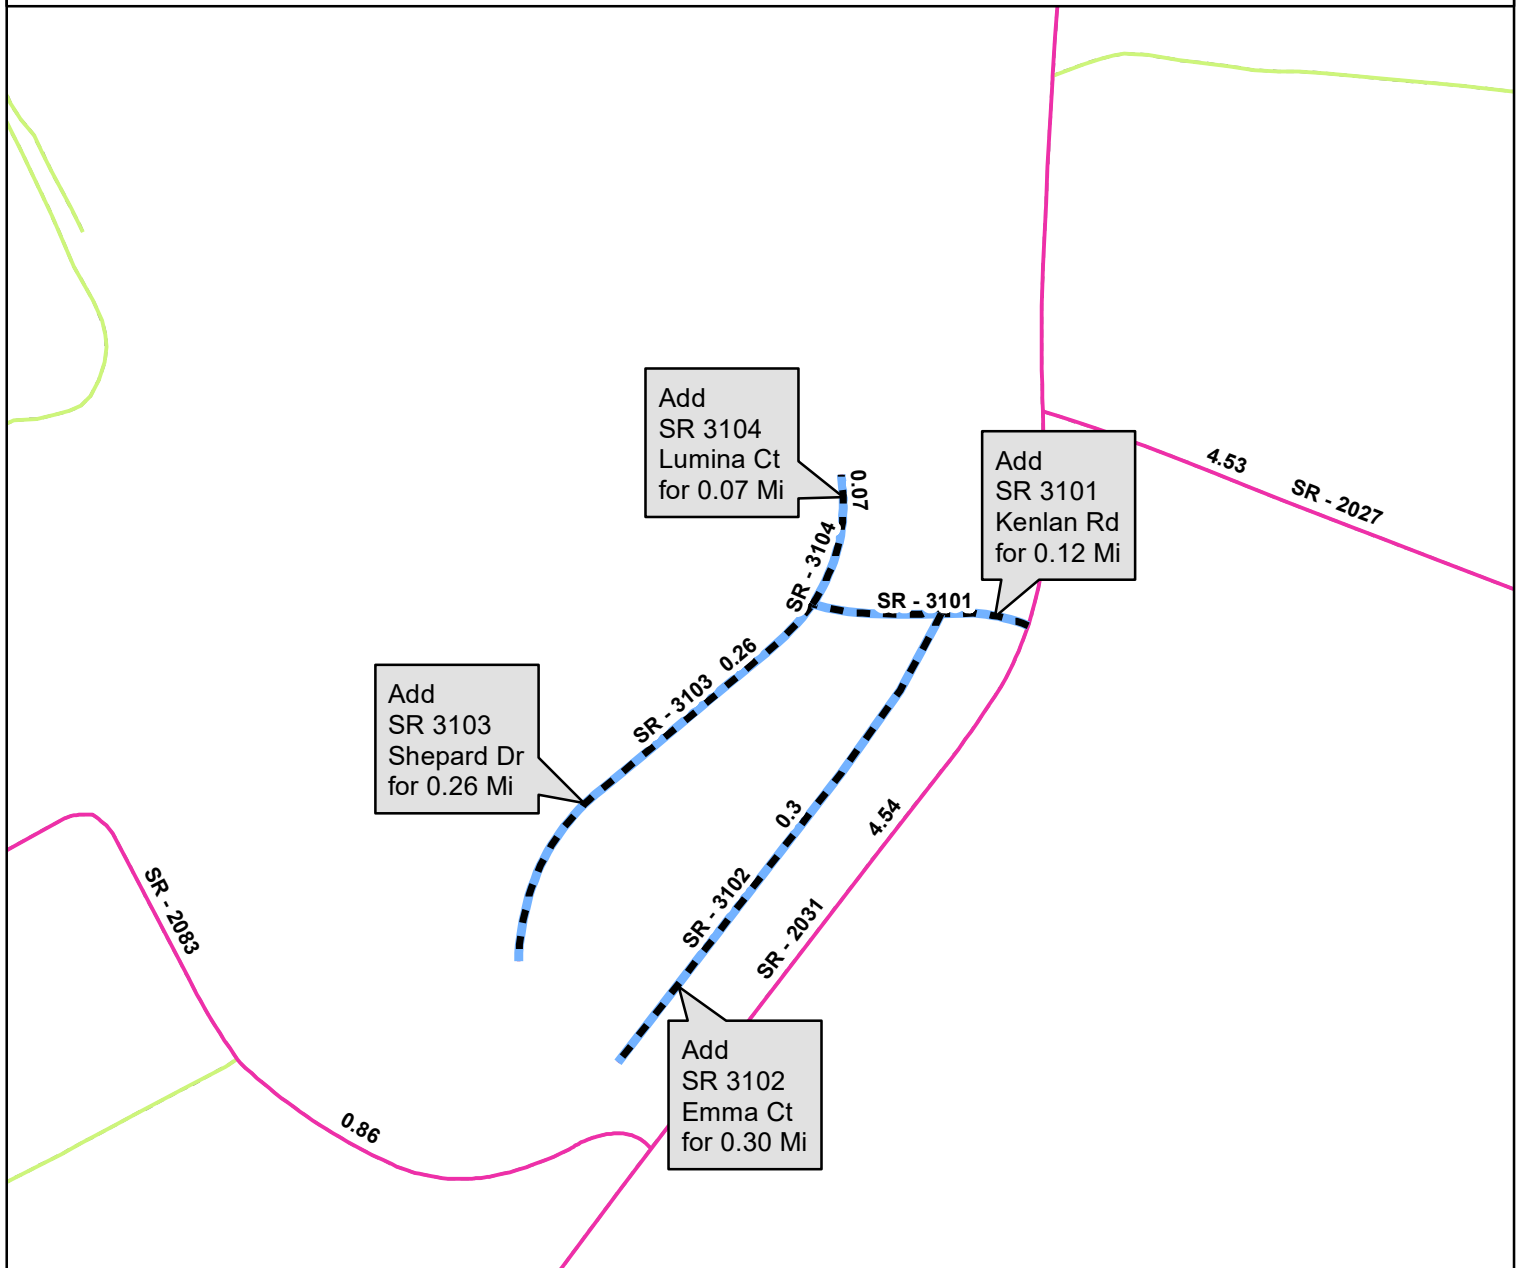 Add
SR 3104
Lumina Ct
for 0.07 Mi
0.07
SR - 3104
Add
SR 3101
Kenlan Rd
for 0.12 Mi
4.53
SR - 2027
SR - 3101
0.26
SR - 3103
Add
SR 3103
Shepard Dr
for 0.26 Mi
0.3
4.54
SR - 3102
SR - 2031
SR - 2083
Add
SR 3102
Emma Ct
for 0.30 Mi
0.86